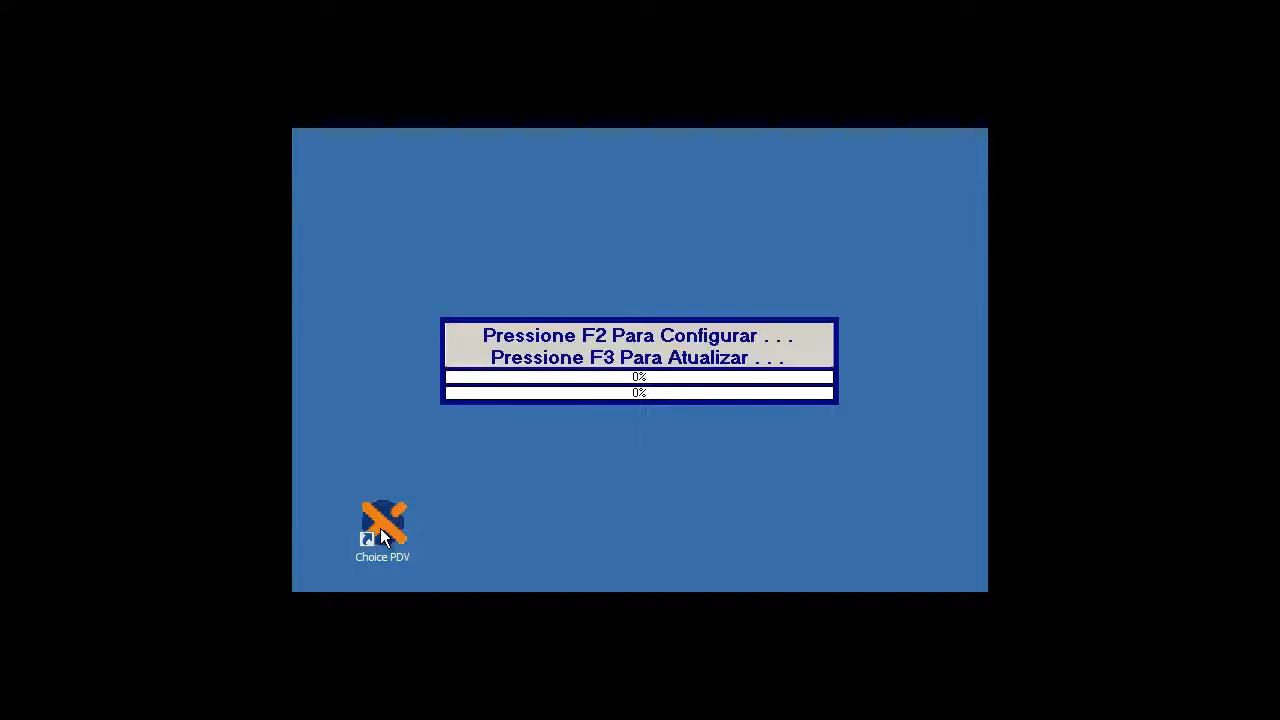 Pressione F2 Para Configurar . . .
Pressione F3 Para Atualizar . . .
0%
0%
Choice PDV